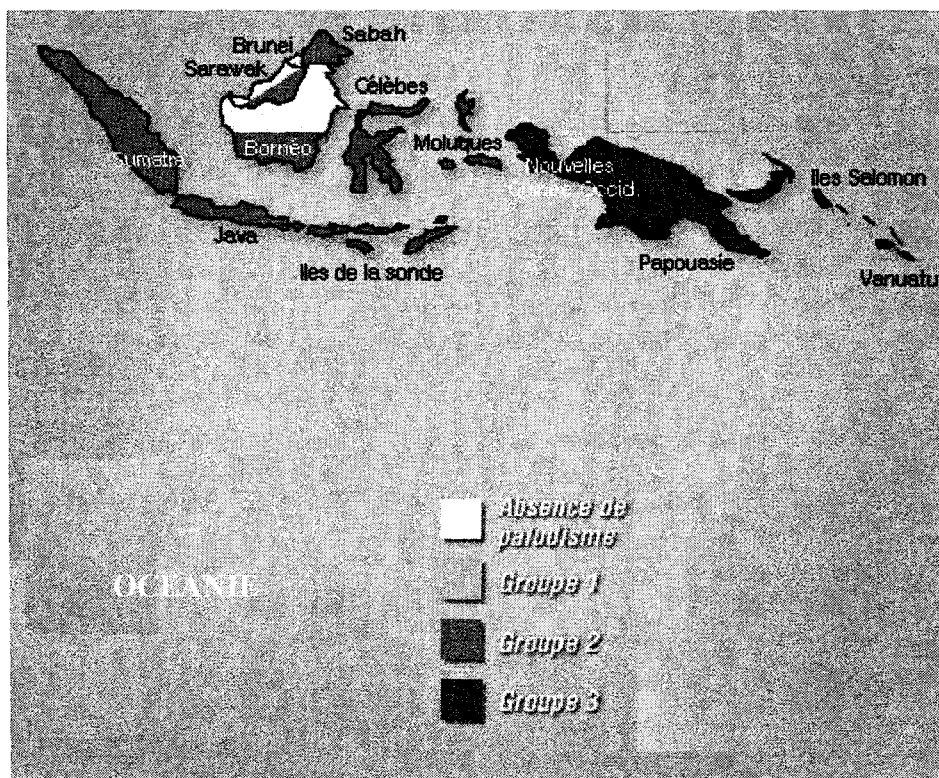 Sabah
Brunei
Sarawak
Célèbes
Sumatra
Bornéo
Moluques
Nouvelles
Iles Salomon
Java
Iles de la sonde
Papouasie
Vanuatu
Absence de
paludisme
Groupe 1
Groupe 2
Groupe 3
OCEANIE